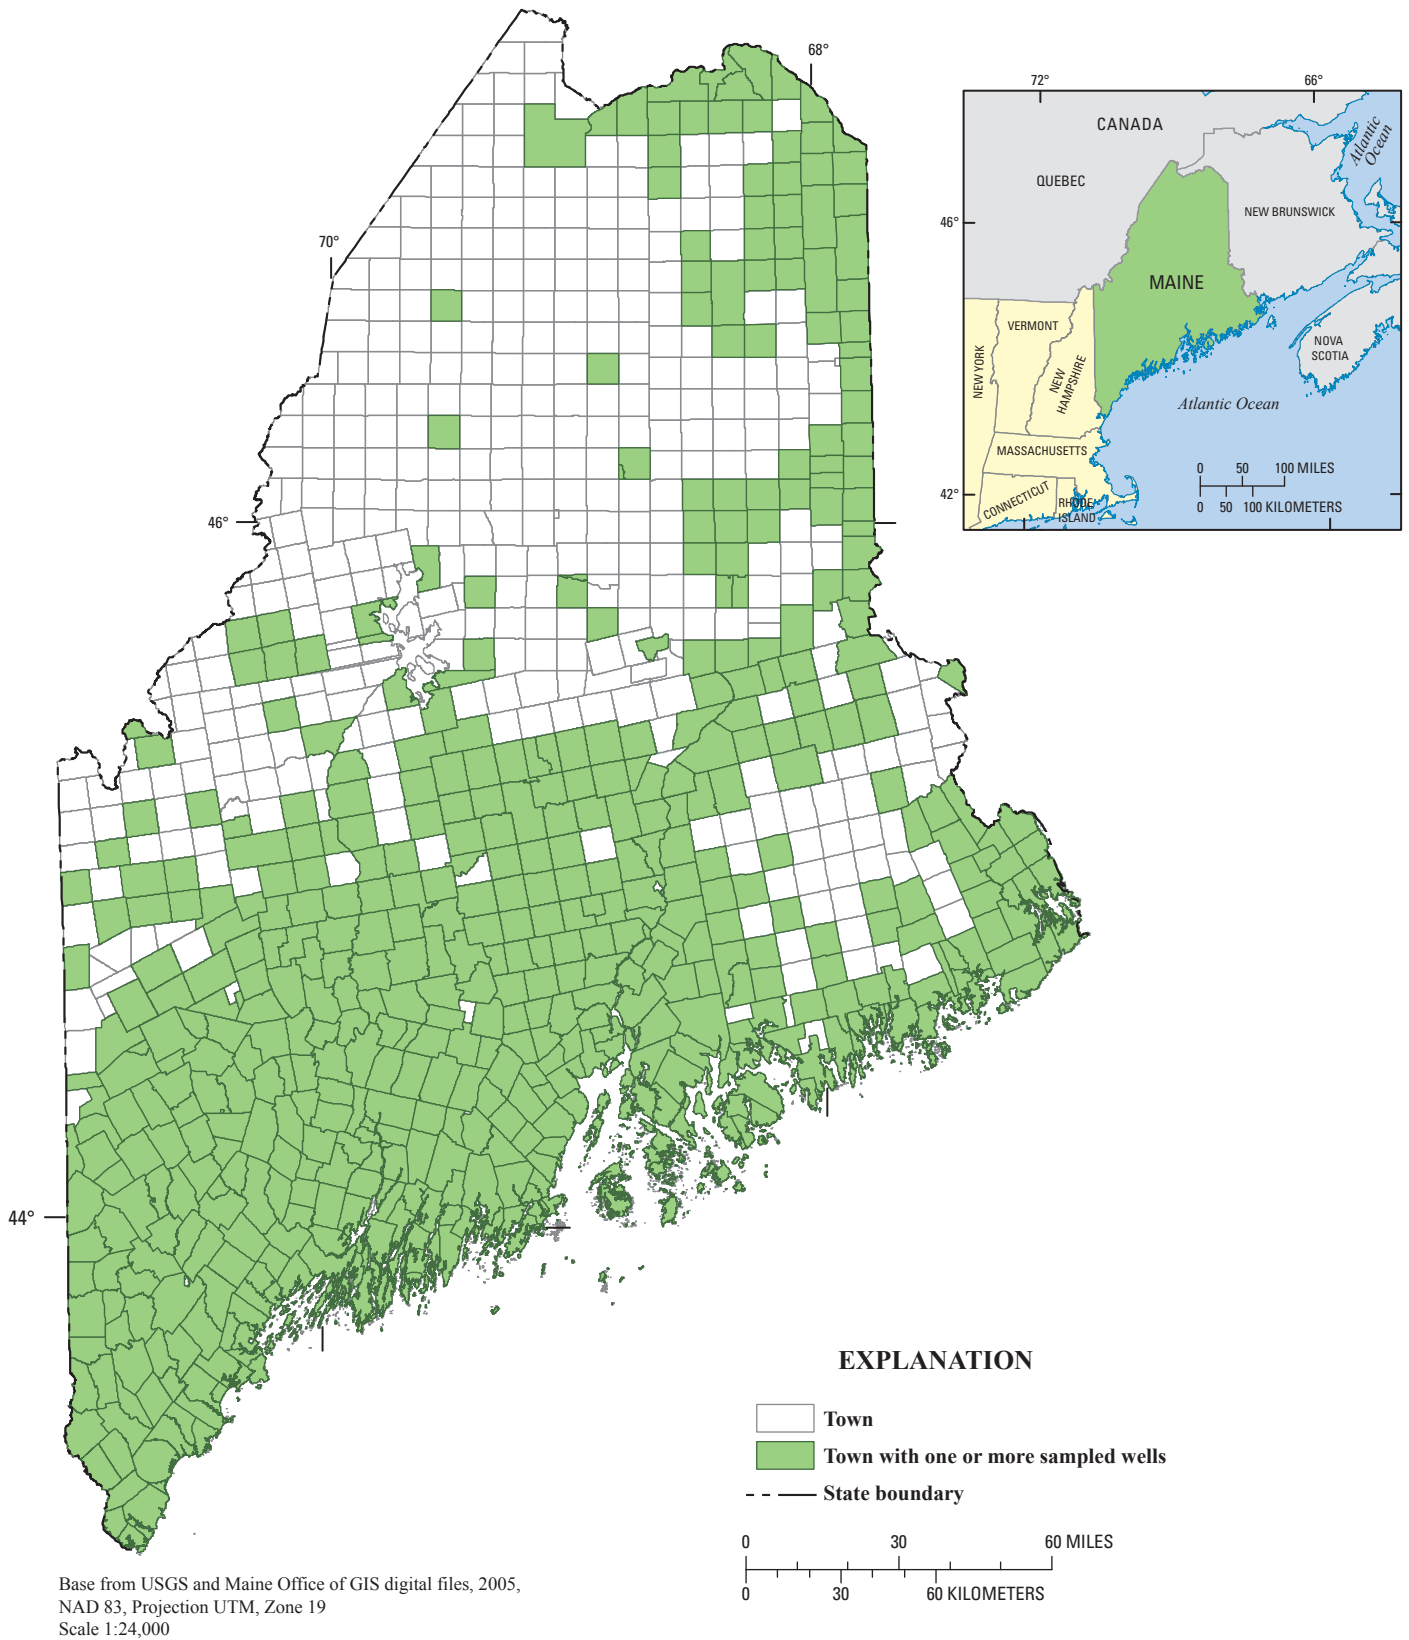 68°
70°
46°
44°
72°
66°
46°
42°
CANADA
QUEBEC
NEW BRUNSWICK
Atlantic
Ocean
MAINE
VERMONT
NEW YORK
NEW
HAMPSHIRE
NOVA
SCOTIA
Atlantic Ocean
MASSACHUSETTS
CONNECTICUT
RHODE
ISLAND
0 50 100 MILES
0 50 100 KILOMETERS
EXPLANATION
Town
Town with one or more sampled wells
State boundary
0 30 60 MILES
0 30 60 KILOMETERS
Base from USGS and Maine Office of GIS digital files, 2005,
NAD 83, Projection UTM, Zone 19
Scale 1:24,000